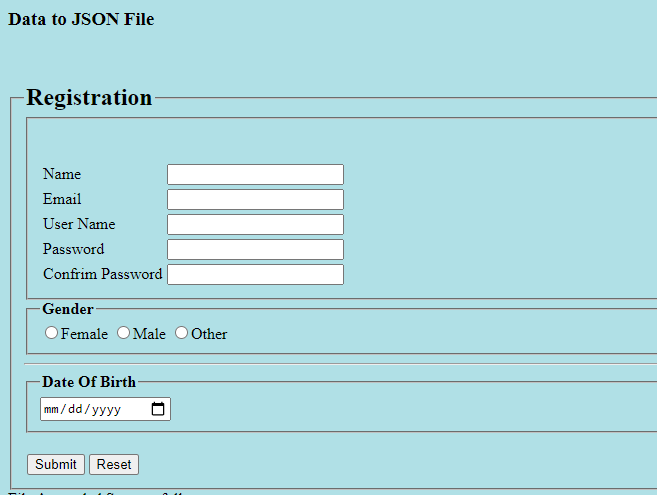 Data to JSON File
Registration
Name
Email
User Name
Password
Confrim Password
Gender
Female Male Other
Date Of Birth
mm/dd/yyyy
Submit Reset